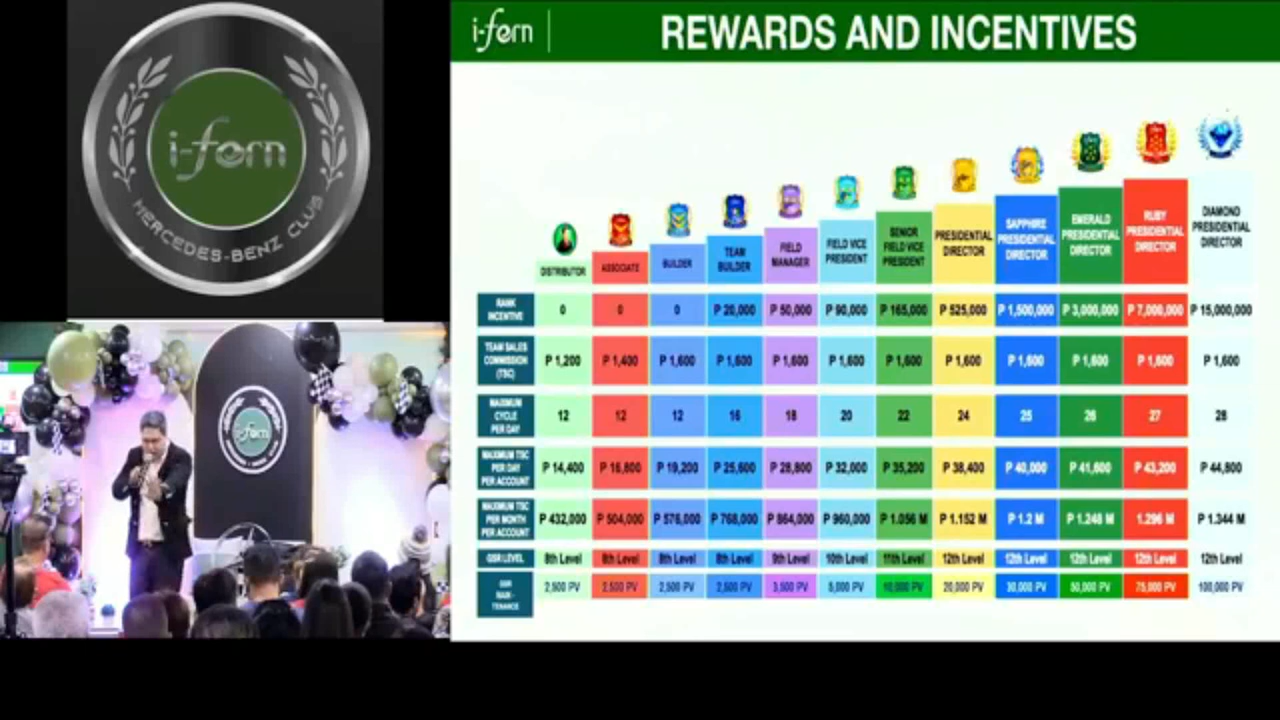 i-fern
MERCEDES-BENZ CLUB
i-fern
i-fern
REWARDS AND INCENTIVES
DISTRIBUTOR
ASSOCIATE
BUILDER
TEAM
BUILDER
FIELD
MANAGER
FIELD VICE
PRESIDENT
SENIOR
FIELD VICE
PRESIDENT
PRESIDENTIAL
DIRECTOR
SAPPHIRE
PRESIDENTIAL
DIRECTOR
EMERALD
PRESIDENTIAL
DIRECTOR
RUBY
PRESIDENTIAL
DIRECTOR
DIAMOND
PRESIDENTIAL
DIRECTOR
RANK
INCENTIVE
0 0 0 P 20,000 P 50,000 P 90,000 P 165,000 P 525,000 P 1,500,000 P 3,000,000 P 7,000,000 P 15,000,000
TEAM SALES
COMMISSION
(TSC)
P 1,200 P 1,400 P 1,600 P 1,600 P 1,600 P 1,600 P 1,600 P 1,600 P 1,600 P 1,600 P 1,600 P 1,600
MAXIMUM
CYCLE
PER DAY
12 12 12 16 18 20 22 24 25 26 27 28
MAXIMUM TSC
PER DAY
PER ACCOUNT
P 14,400 P 16,800 P 19,200 P 25,600 P 28,800 P 32,000 P 35,200 P 38,400 P 40,000 P 41,600 P 43,200 P 44,800
MAXIMUM TSC
PER MONTH
PER ACCOUNT
P 432,000 P 504,000 P 576,000 P 768,000 P 864,000 P 960,000 P 1.056 M P 1.152 M P 1.2 M P 1.248 M 1.296 M P 1.344 M
GSR LEVEL
8th Level 8th Level 8th Level 8th Level 9th Level 10th Level 11th Level 12th Level 12th Level 12th Level 12th Level 12th Level
GSR
MAIN-
TENANCE
2,500 PV 2,500 PV 2,500 PV 2,500 PV 3,500 PV 5,000 PV 10,000 PV 20,000 PV 30,000 PV 50,000 PV 75,000 PV 100,000 PV